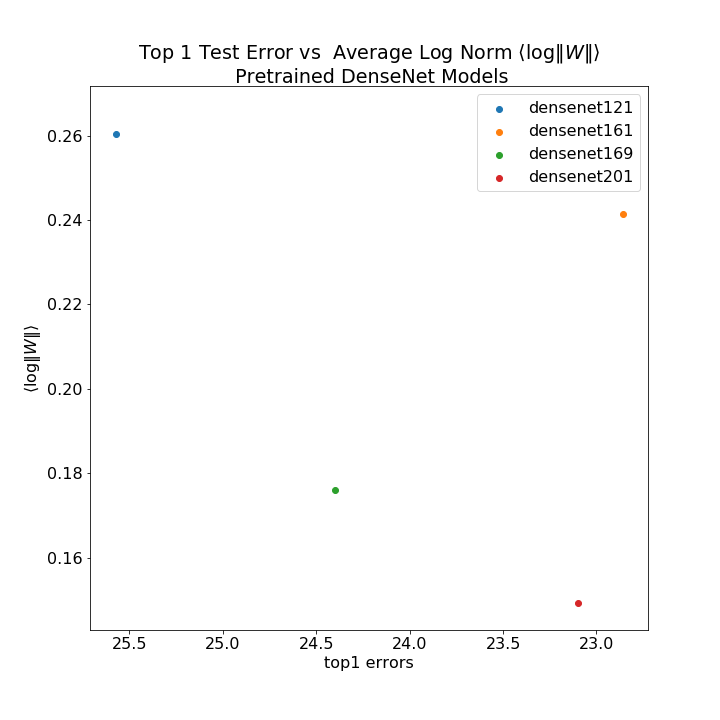 Top 1 Test Error vs  Average Log Norm ⟨log‖W‖⟩
Pretrained DenseNet Models
densenet121
densenet161
densenet169
densenet201
0.26
0.24
0.22
0.20
0.18
0.16
⟨log‖W‖⟩
25.5 25.0 24.5 24.0 23.5 23.0
top1 errors